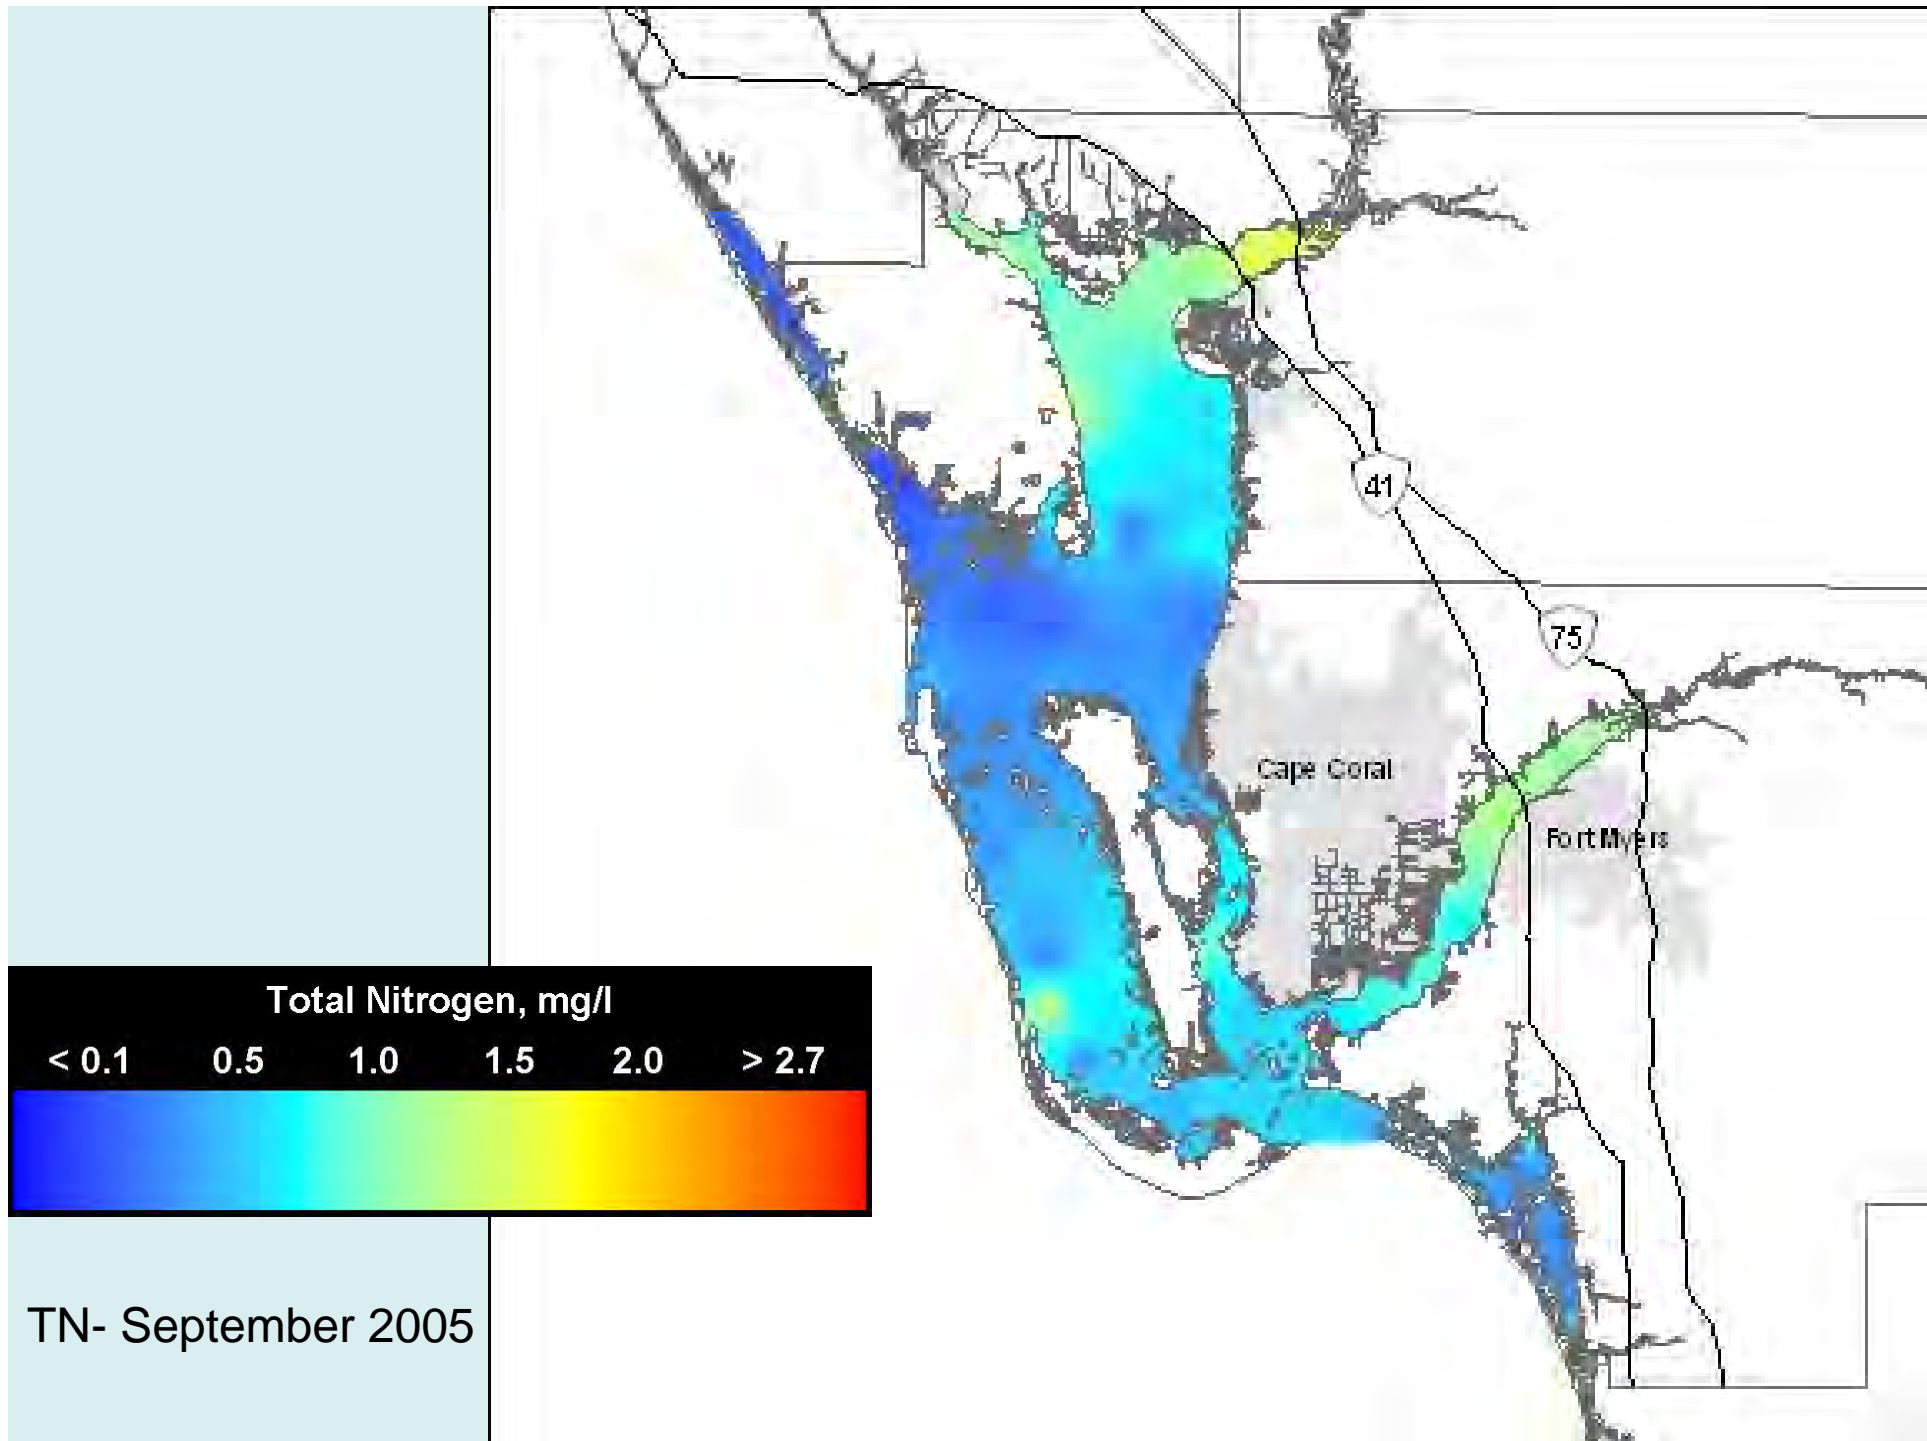 41
75
Cape Coral
Fort Myers
Total Nitrogen, mg/l
< 0.1 0.5 1.0 1.5 2.0 > 2.7
TN- September 2005